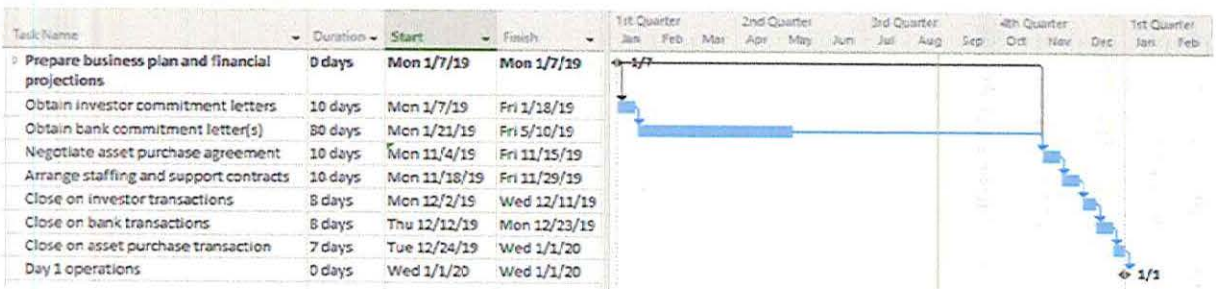 Task Name Duration Start Finish
1st Quarter 2nd Quarter 3rd Quarter 4th Quarter 1st Quarter
Jan Feb Mar Apr May Jun Jul Aug Sep Oct Nov Dec Jan Feb
Prepare business plan and financial projections 0 days Mon 1/7/19 Mon 1/7/19 1/7
Obtain investor commitment letters 10 days Mon 1/7/19 Fri 1/18/19
Obtain bank commitment letter(s) 80 days Mon 1/21/19 Fri 5/10/19
Negotiate asset purchase agreement 10 days Mon 11/4/19 Fri 11/15/19
Arrange staffing and support contracts 10 days Mon 11/18/19 Fri 11/29/19
Close on investor transactions 8 days Mon 12/2/19 Wed 12/11/19
Close on bank transactions 8 days Thu 12/12/19 Mon 12/23/19
Close on asset purchase transaction 7 days Tue 12/24/19 Wed 1/1/20
Day 1 operations 0 days Wed 1/1/20 Wed 1/1/20 1/1